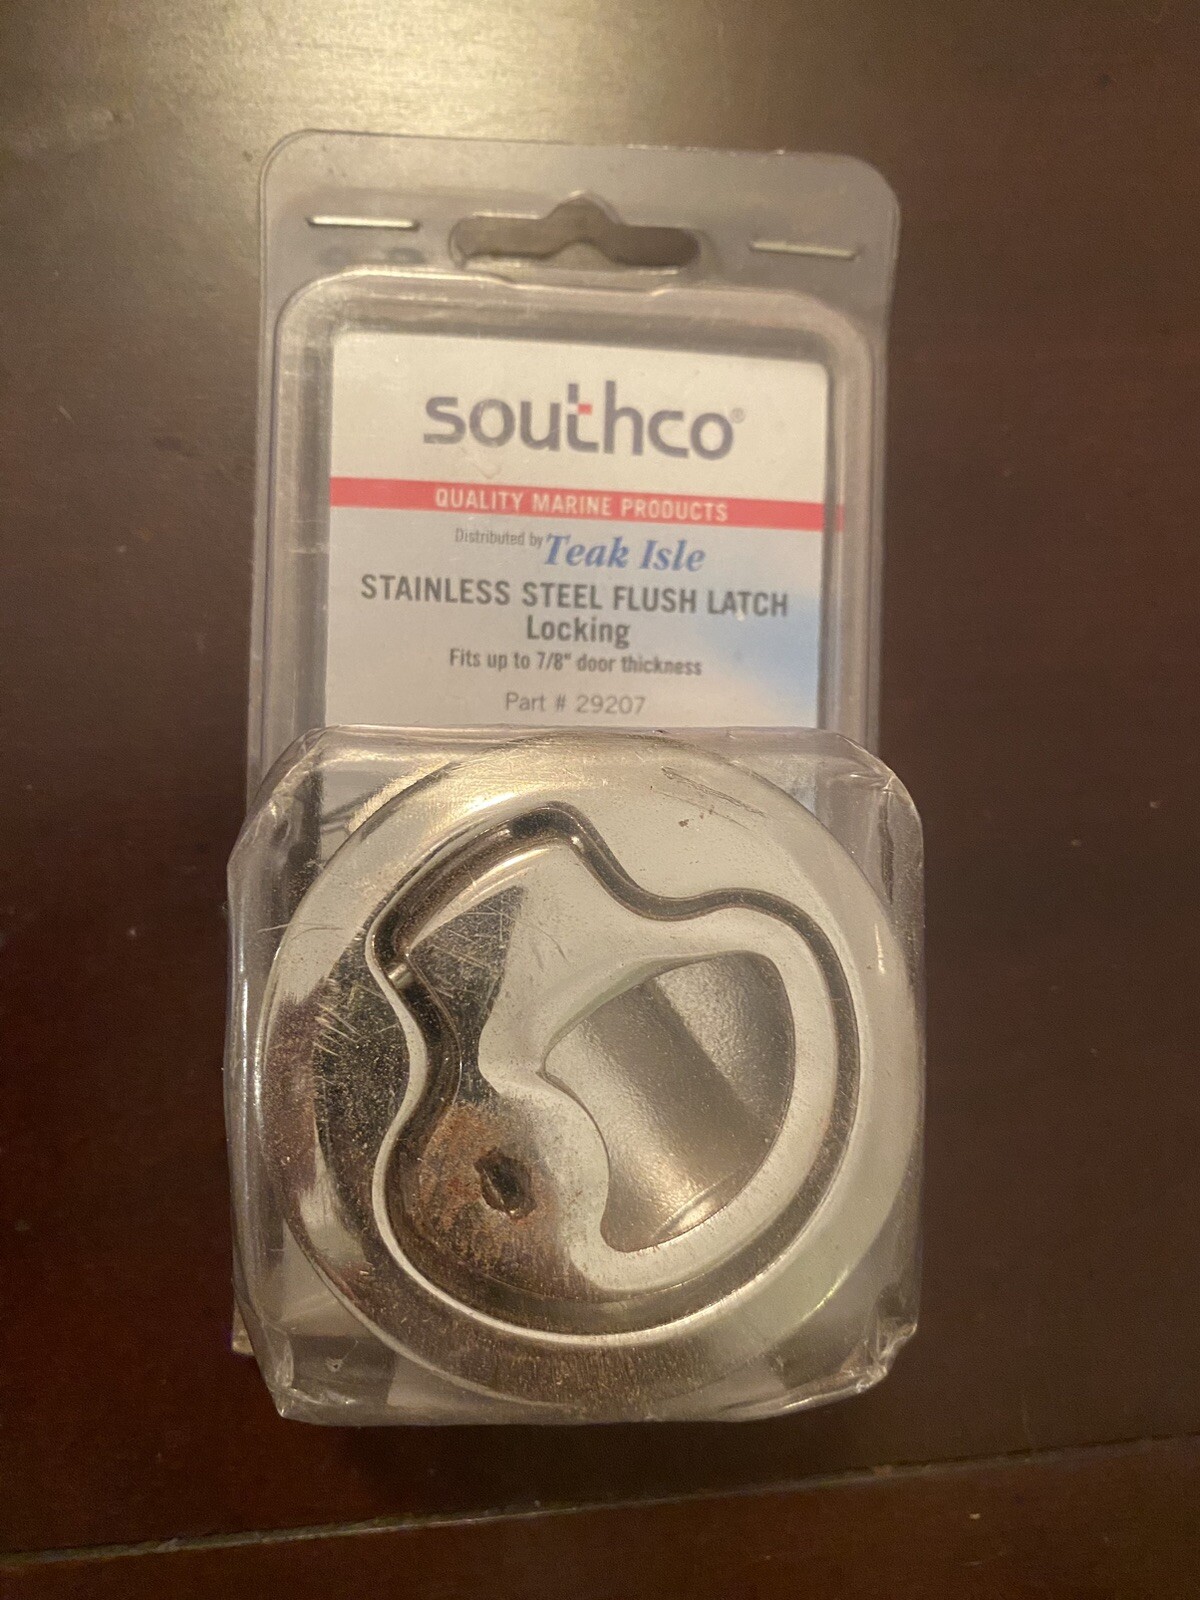 southco®
QUALITY MARINE PRODUCTS
Distributed by Teak Isle
STAINLESS STEEL FLUSH LATCH
Locking
Fits up to 7/8" door thickness
Part # 29207